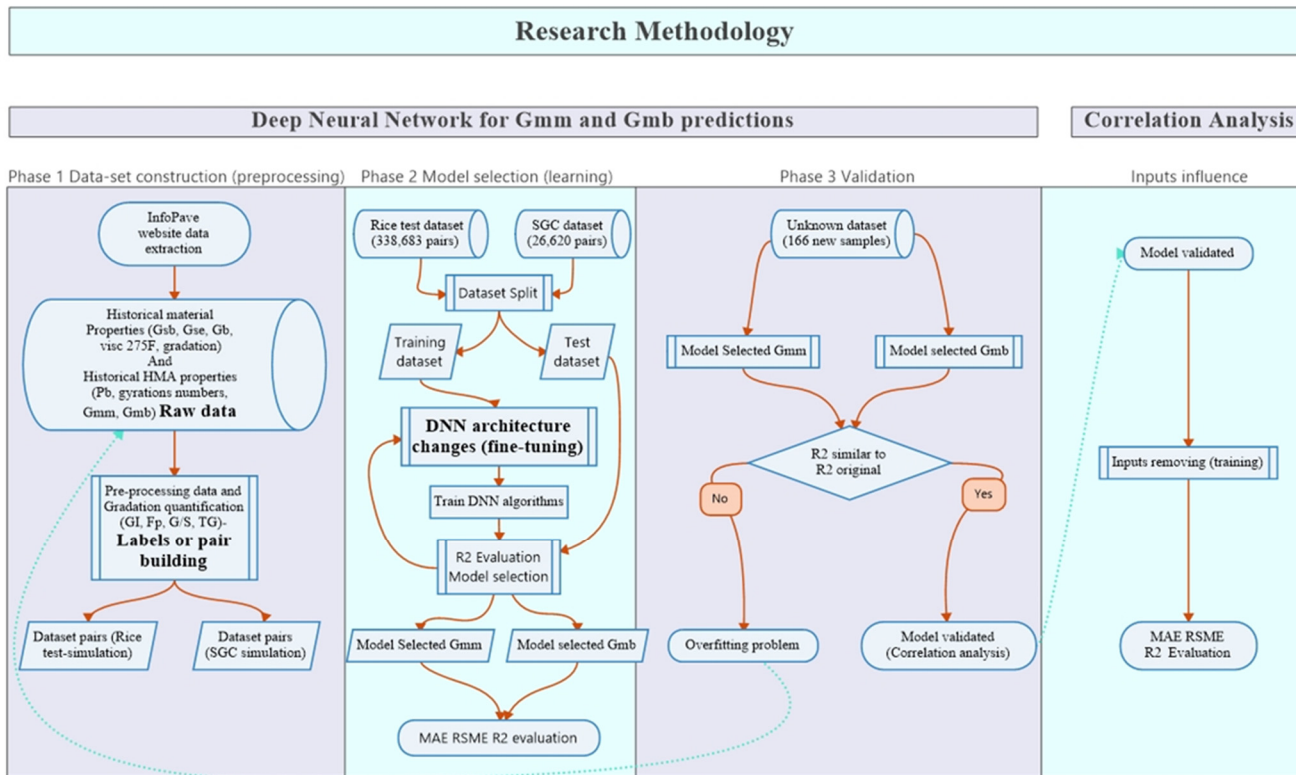 Research Methodology
Deep Neural Network for Gmm and Gmb predictions
Correlation Analysis
Phase 1 Data-set construction (preprocessing)
InfoPave
website data
extraction
Historical material
Properties (Gsb, Gse, Gb,
visc 275F, gradation)
And
Historical HMA properties
(Pb, gyrations numbers,
Gmm, Gmb) Raw data
Pre-processing data and
Gradation quantification
(GI, Fp, G/S, TG)-
Labels or pair
building
Dataset pairs (Rice
test-simulation)
Dataset pairs
(SGC simulation)
Phase 2 Model selection (learning)
Rice test dataset
(338,683 pairs)
SGC dataset
(26,620 pairs)
Dataset Split
Training
dataset
Test
dataset
DNN architecture
changes (fine-tuning)
Train DNN algorithms
R2 Evaluation
Model selection
Model Selected Gmm
Model selected Gmb
MAE RSME R2 evaluation
Phase 3 Validation
Unknown dataset
(166 new samples)
Model Selected Gmm
Model selected Gmb
R2 similar to
R2 original
No
Yes
Overfitting problem
Model validated
(Correlation analysis)
Inputs influence
Model validated
Inputs removing (training)
MAE RSME
R2 Evaluation